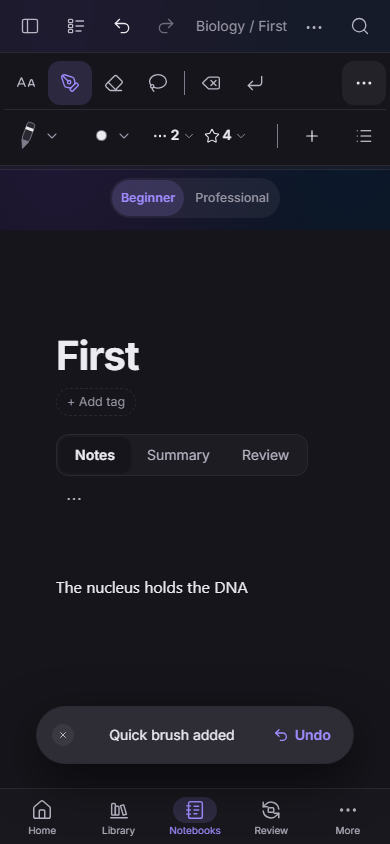 Biology / First
AA
2 4
Beginner Professional
First
+ Add tag
Notes Summary Review
...
The nucleus holds the DNA
Quick brush added Undo
Home Library Notebooks Review More